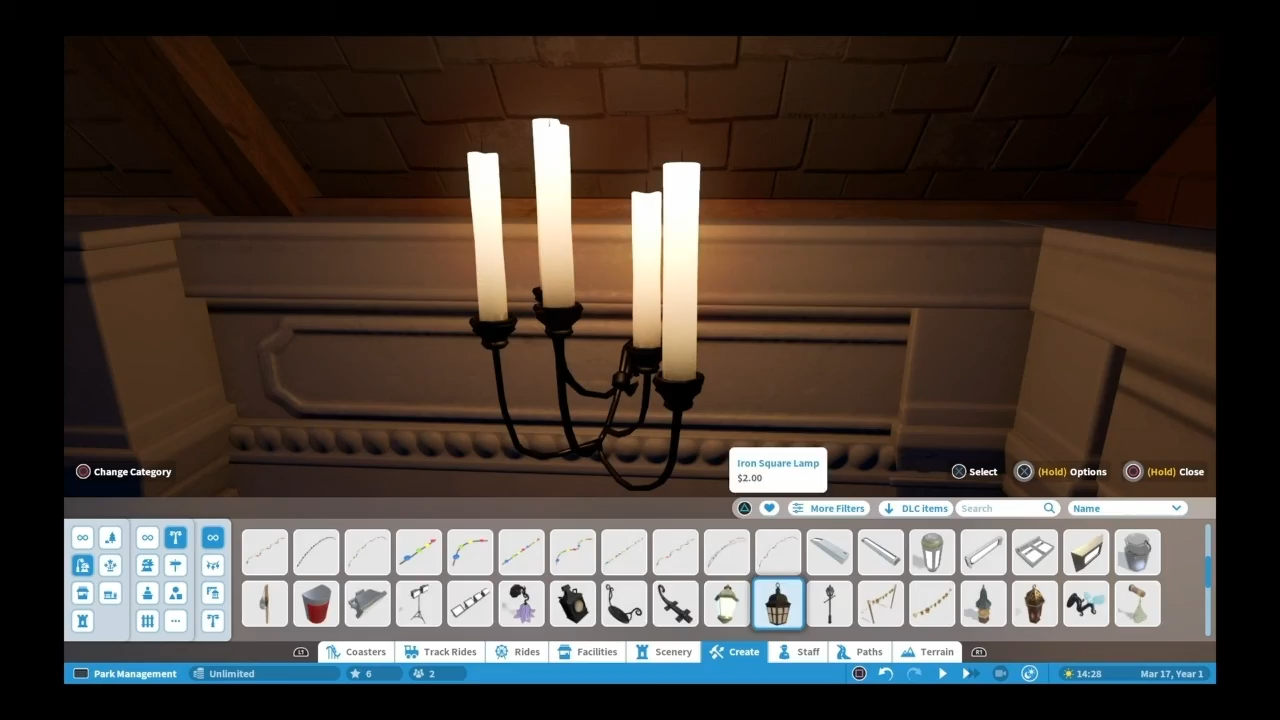 Iron Square Lamp
$2.00
Change Category
Select
(Hold) Options
(Hold) Close
More Filters
DLC items
Search
Name
L1
Coasters
Track Rides
Rides
Facilities
Scenery
Create
Staff
Paths
Terrain
R1
Park Management
Unlimited
6
2
14:28
Mar 17, Year 1